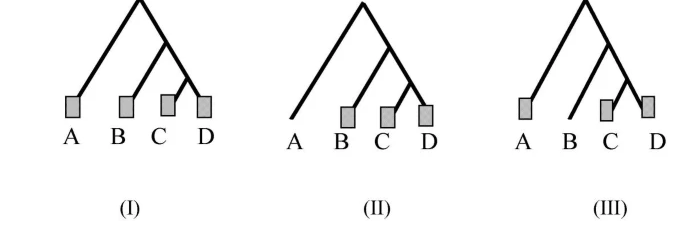 A B C D A B C D A B C D
(I) (II) (III)